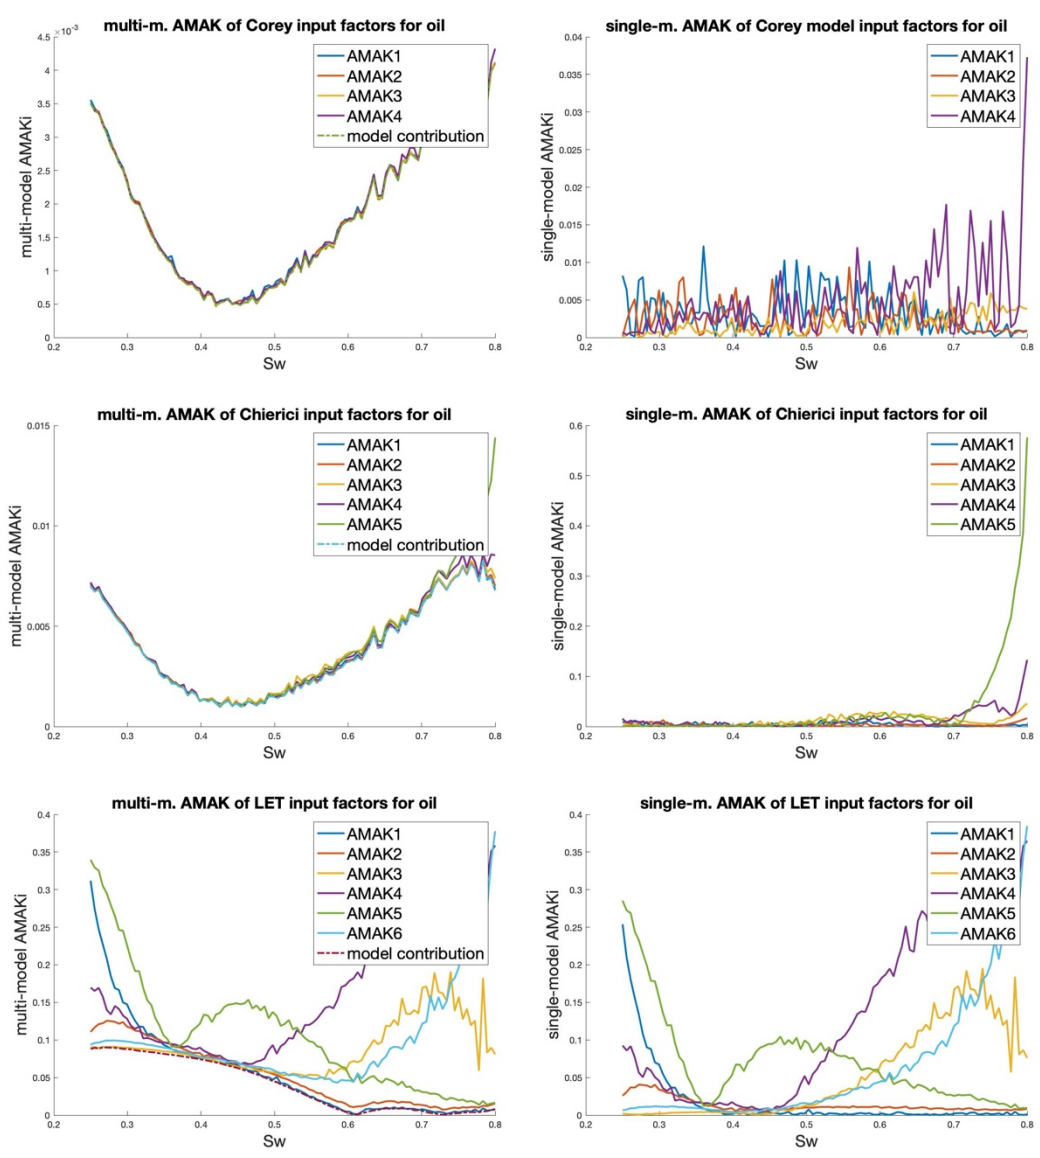 multi-m. AMAK of Corey input factors for oil
×10⁻³
4.5
4
3.5
3
2.5
2
1.5
1
0.5
0
multi-model AMAKi
AMAK1
AMAK2
AMAK3
AMAK4
model contribution
0.2 0.3 0.4 0.5 0.6 0.7 0.8
Sw
single-m. AMAK of Corey model input factors for oil
0.04
0.035
0.03
0.025
0.02
0.015
0.01
0.005
0
single-model AMAKi
AMAK1
AMAK2
AMAK3
AMAK4
0.2 0.3 0.4 0.5 0.6 0.7 0.8
Sw
multi-m. AMAK of Chierici input factors for oil
0.015
0.01
0.005
0
multi-model AMAKi
AMAK1
AMAK2
AMAK3
AMAK4
AMAK5
model contribution
0.2 0.3 0.4 0.5 0.6 0.7 0.8
Sw
single-m. AMAK of Chierici input factors for oil
0.6
0.5
0.4
0.3
0.2
0.1
0
single-model AMAKi
AMAK1
AMAK2
AMAK3
AMAK4
AMAK5
0.2 0.3 0.4 0.5 0.6 0.7 0.8
Sw
multi-m. AMAK of LET input factors for oil
0.4
0.35
0.3
0.25
0.2
0.15
0.1
0.05
0
multi-model AMAKi
AMAK1
AMAK2
AMAK3
AMAK4
AMAK5
AMAK6
model contribution
0.2 0.3 0.4 0.5 0.6 0.7 0.8
Sw
single-m. AMAK of LET input factors for oil
0.4
0.35
0.3
0.25
0.2
0.15
0.1
0.05
0
single-model AMAKi
AMAK1
AMAK2
AMAK3
AMAK4
AMAK5
AMAK6
0.2 0.3 0.4 0.5 0.6 0.7 0.8
Sw